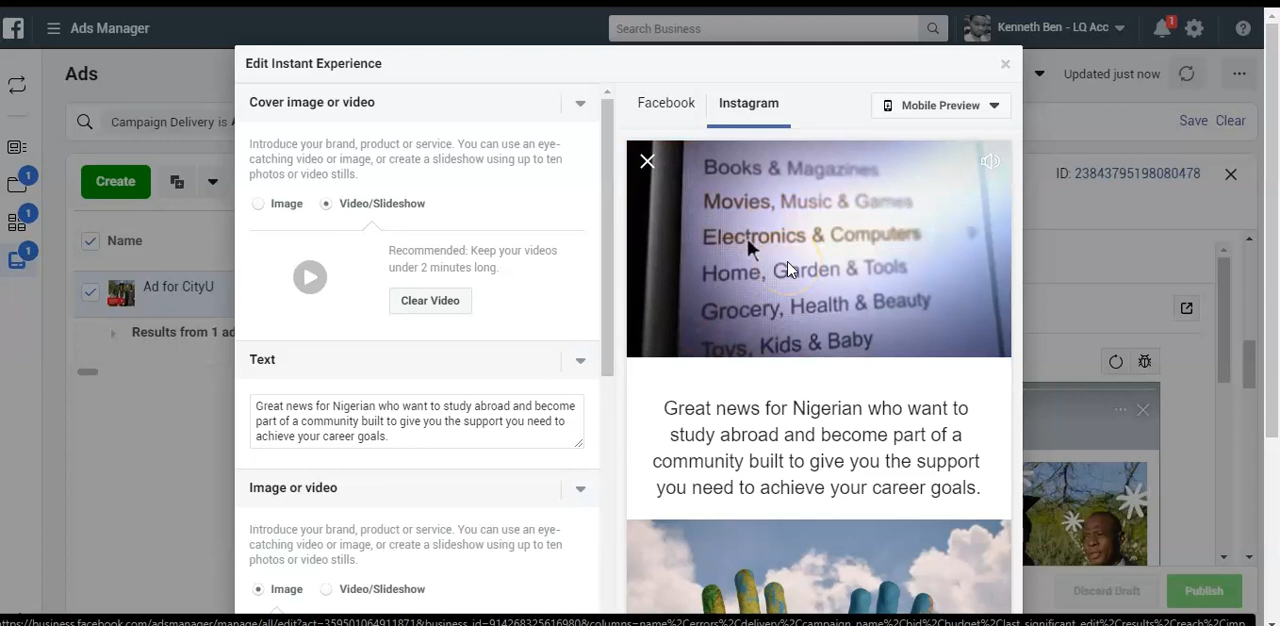 Ads Manager
Search Business
Kenneth Ben - LQ Acc
1
Ads
Edit Instant Experience
Updated just now
Campaign Delivery is A
Save Clear
Cover image or video
Facebook
Instagram
Mobile Preview
Introduce your brand, product or service. You can use an eye-
catching video or image, or create a slideshow using up to ten
photos or video stills.
Create
ID: 23843795198080478
1
1
1
Image
Video/Slideshow
Name
Recommended: Keep your videos
under 2 minutes long.
Clear Video
Ad for CityU
Results from 1 ad
Books & Magazines
Movies, Music & Games
Electronics & Computers
Home, Garden & Tools
Grocery, Health & Beauty
Toys, Kids & Baby
Text
Great news for Nigerian who want to study abroad and become
part of a community built to give you the support you need to
achieve your career goals.
Great news for Nigerian who want to
study abroad and become part of a
community built to give you the support
you need to achieve your career goals.
Image or video
Introduce your brand, product or service. You can use an eye-
catching video or image, or create a slideshow using up to ten
photos or video stills.
Image
Video/Slideshow
Discard Draft
Publish